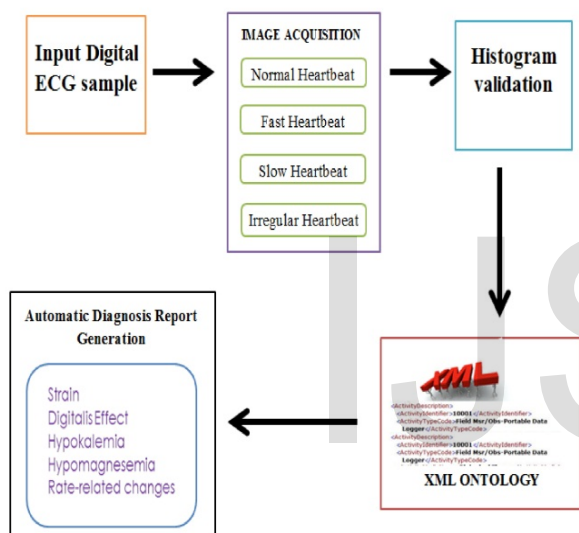 Input Digital
ECG sample
IMAGE ACQUISITION
Normal Heartbeat
Fast Heartbeat
Slow Heartbeat
Irregular Heartbeat
Histogram
validation
XML
<ActivityDescription>
<ActivityIdentifier>10001</ActivityIdentifier>
<ActivityTypeCode>Field Msr/Obs-Portable Data
Logger</ActivityTypeCode>
<ActivityDescription>
<ActivityIdentifier>10001</ActivityIdentifier>
<ActivityTypeCode>Field Msr/Obs-Portable Data
Logger</ActivityTypeCode>
XML ONTOLOGY
Automatic Diagnosis Report
Generation
Strain
Digitalis Effect
Hypokalemia
Hypomagnesemia
Rate-related changes
IJS